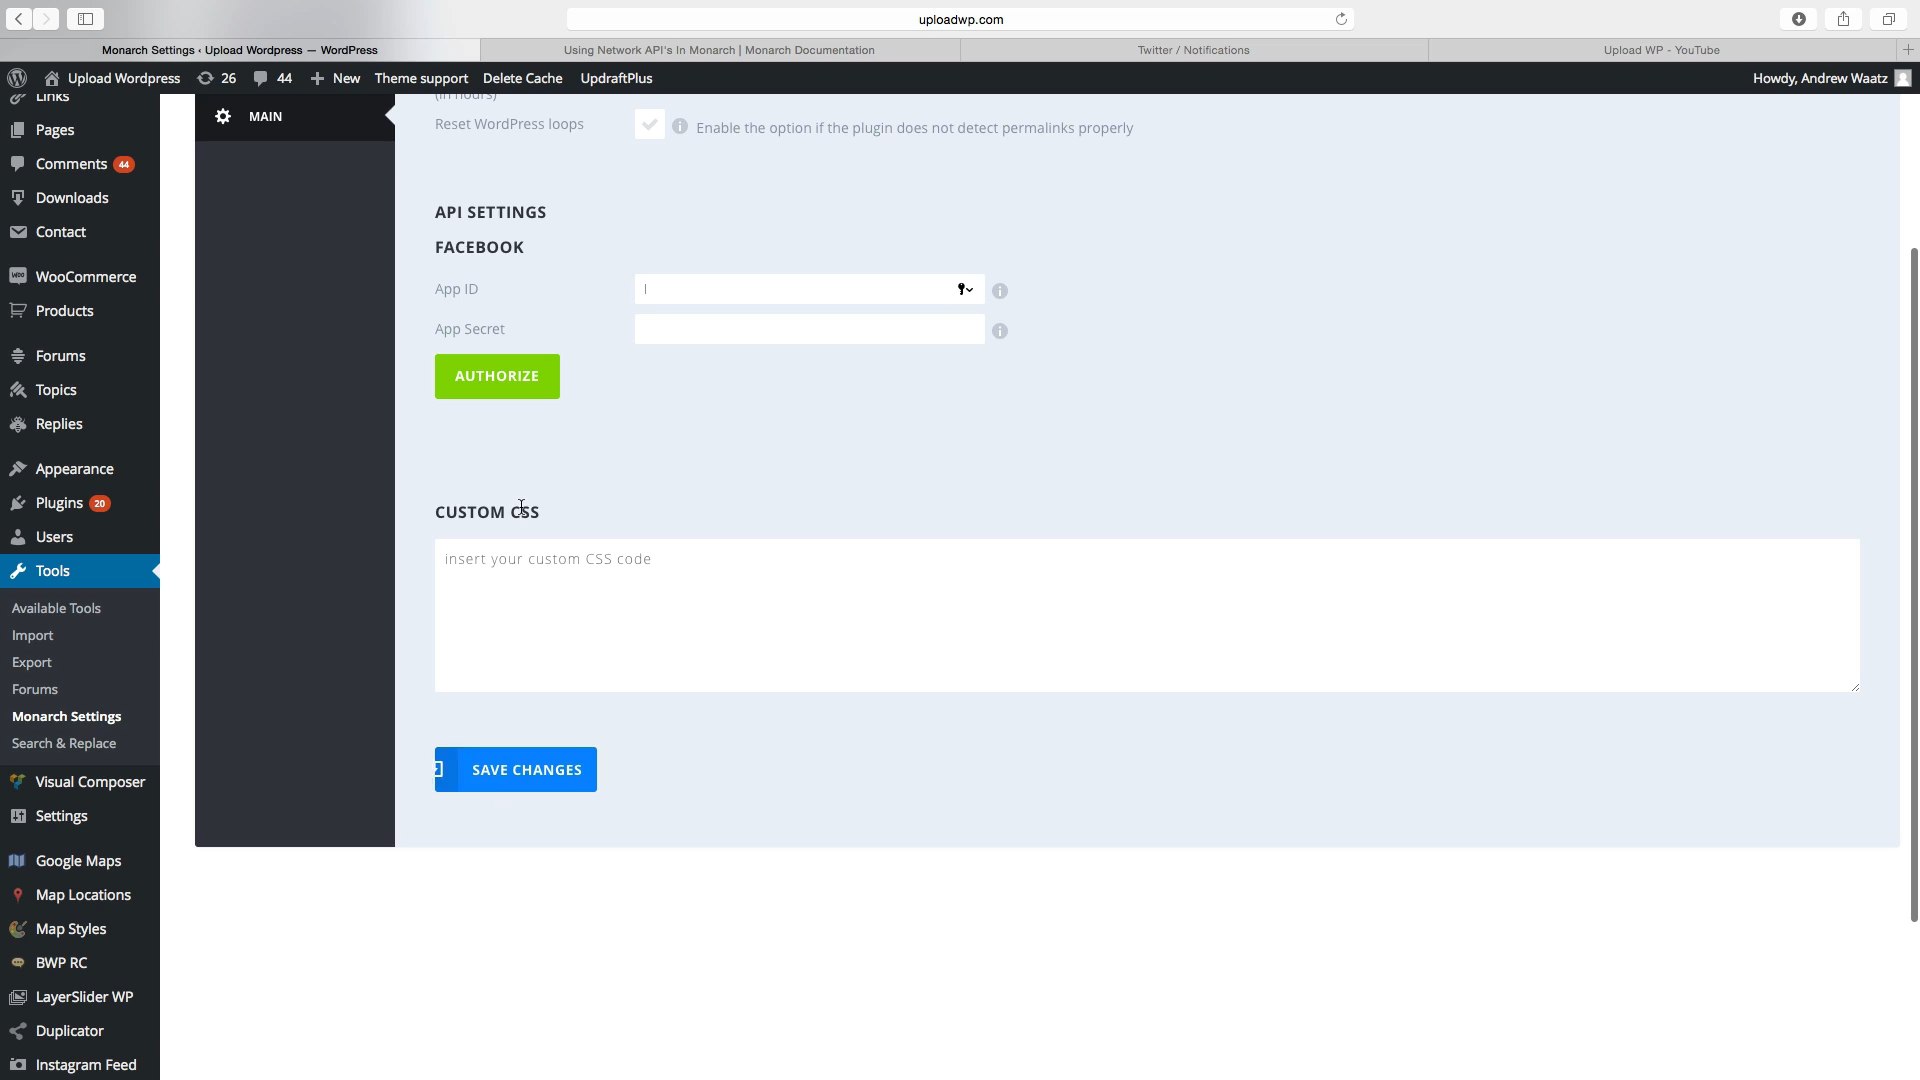 uploadwp.com
Monarch Settings ‹ Upload Wordpress — WordPress
Using Network API's In Monarch | Monarch Documentation
Twitter / Notifications
Upload WP - YouTube
Upload Wordpress
26
44
New
Theme support
Delete Cache
UpdraftPlus
Howdy, Andrew Waatz
Links
Pages
Comments 44
Downloads
Contact
WooCommerce
Products
Forums
Topics
Replies
Appearance
Plugins 20
Users
Tools
Available Tools
Import
Export
Forums
Monarch Settings
Search & Replace
Visual Composer
Settings
Google Maps
Map Locations
Map Styles
BWP RC
LayerSlider WP
Duplicator
Instagram Feed
MAIN
(in hours)
Reset WordPress loops
Enable the option if the plugin does not detect permalinks properly
API SETTINGS
FACEBOOK
App ID
App Secret
AUTHORIZE
CUSTOM CSS
insert your custom CSS code
SAVE CHANGES